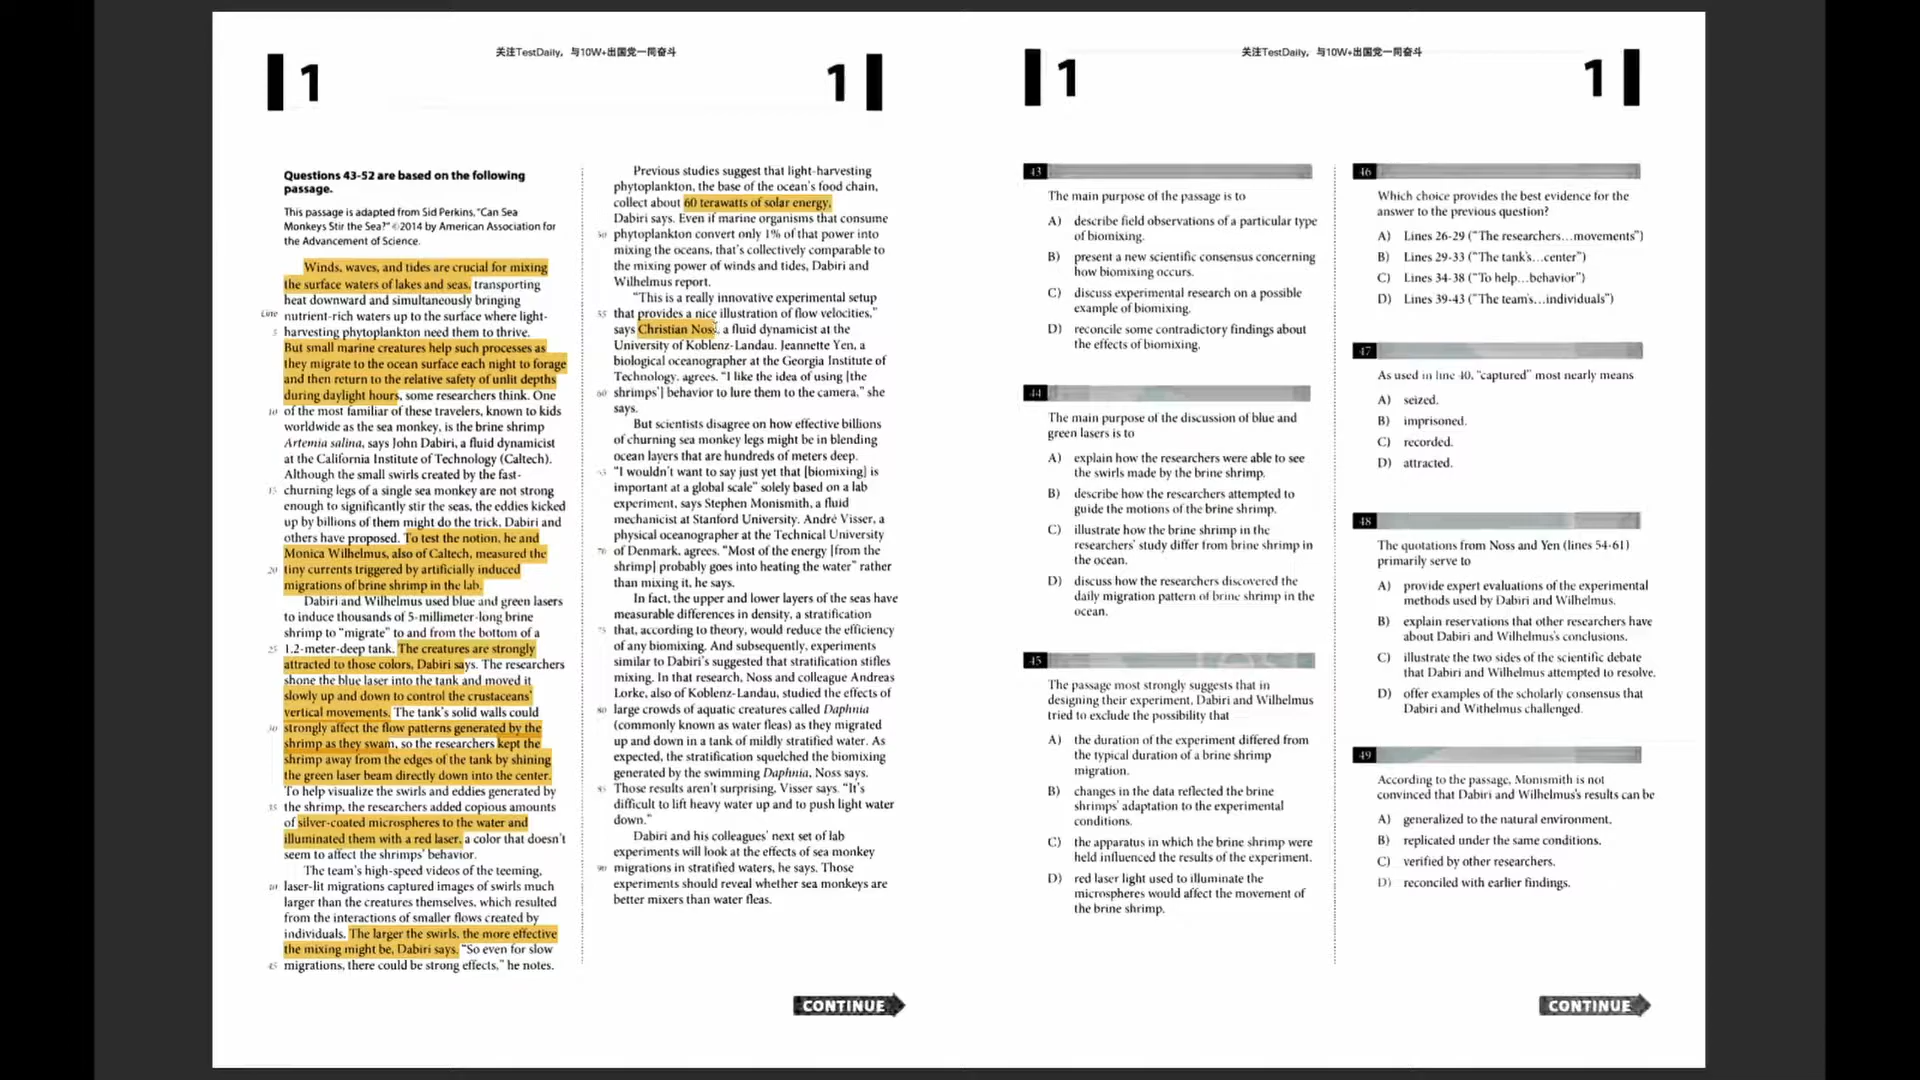 关注TestDaily，与10W+出国党一同奋斗
1
1
Questions 43-52 are based on the following
passage.
This passage is adapted from Sid Perkins, "Can Sea
Monkeys Stir the Sea?" ©2014 by American Association for
the Advancement of Science.
Winds, waves, and tides are crucial for mixing
the surface waters of lakes and seas, transporting
heat downward and simultaneously bringing
Line nutrient-rich waters up to the surface where light-
5 harvesting phytoplankton need them to thrive.
But small marine creatures help such processes as
they migrate to the ocean surface each night to forage
and then return to the relative safety of unlit depths
during daylight hours, some researchers think. One
10 of the most familiar of these travelers, known to kids
worldwide as the sea monkey, is the brine shrimp
Artemia salina, says John Dabiri, a fluid dynamicist
at the California Institute of Technology (Caltech).
Although the small swirls created by the fast-
15 churning legs of a single sea monkey are not strong
enough to significantly stir the seas, the eddies kicked
up by billions of them might do the trick, Dabiri and
others have proposed. To test the notion, he and
Monica Wilhelmus, also of Caltech, measured the
20 tiny currents triggered by artificially induced
migrations of brine shrimp in the lab.
Dabiri and Wilhelmus used blue and green lasers
to induce thousands of 5-millimeter-long brine
shrimp to "migrate" to and from the bottom of a
25 1.2-meter-deep tank. The creatures are strongly
attracted to those colors, Dabiri says. The researchers
shone the blue laser into the tank and moved it
slowly up and down to control the crustaceans'
vertical movements. The tank's solid walls could
30 strongly affect the flow patterns generated by the
shrimp as they swam, so the researchers kept the
shrimp away from the edges of the tank by shining
the green laser beam directly down into the center.
To help visualize the swirls and eddies generated by
35 the shrimp, the researchers added copious amounts
of silver-coated microspheres to the water and
illuminated them with a red laser, a color that doesn't
seem to affect the shrimps' behavior.
The team's high-speed videos of the teeming,
40 laser-lit migrations captured images of swirls much
larger than the creatures themselves, which resulted
from the interactions of smaller flows created by
individuals. The larger the swirls, the more effective
the mixing might be, Dabiri says. "So even for slow
45 migrations, there could be strong effects," he notes.
Previous studies suggest that light-harvesting
phytoplankton, the base of the ocean's food chain,
collect about 60 terawatts of solar energy,
Dabiri says. Even if marine organisms that consume
50 phytoplankton convert only 1% of that power into
mixing the oceans, that's collectively comparable to
the mixing power of winds and tides, Dabiri and
Wilhelmus report.
"This is a really innovative experimental setup
55 that provides a nice illustration of flow velocities,"
says Christian Noss, a fluid dynamicist at the
University of Koblenz-Landau. Jeannette Yen, a
biological oceanographer at the Georgia Institute of
Technology, agrees. "I like the idea of using [the
60 shrimps'] behavior to lure them to the camera," she
says.
But scientists disagree on how effective billions
of churning sea monkey legs might be in blending
ocean layers that are hundreds of meters deep.
65 "I wouldn't want to say just yet that [biomixing] is
important at a global scale" solely based on a lab
experiment, says Stephen Monismith, a fluid
mechanicist at Stanford University. André Visser, a
physical oceanographer at the Technical University
70 of Denmark, agrees. "Most of the energy [from the
shrimp] probably goes into heating the water" rather
than mixing it, he says.
In fact, the upper and lower layers of the seas have
measurable differences in density, a stratification
75 that, according to theory, would reduce the efficiency
of any biomixing. And subsequently, experiments
similar to Dabiri's suggested that stratification stifles
mixing. In that research, Noss and colleague Andreas
Lorke, also of Koblenz-Landau, studied the effects of
80 large crowds of aquatic creatures called Daphnia
(commonly known as water fleas) as they migrated
up and down in a tank of mildly stratified water. As
expected, the stratification squelched the biomixing
generated by the swimming Daphnia, Noss says.
85 Those results aren't surprising, Visser says. "It's
difficult to lift heavy water up and to push light water
down."
Dabiri and his colleagues' next set of lab
experiments will look at the effects of sea monkey
90 migrations in stratified waters, he says. Those
experiments should reveal whether sea monkeys are
better mixers than water fleas.
CONTINUE
关注TestDaily，与10W+出国党一同奋斗
1
1
43
The main purpose of the passage is to
A) describe field observations of a particular type
of biomixing.
B) present a new scientific consensus concerning
how biomixing occurs.
C) discuss experimental research on a possible
example of biomixing.
D) reconcile some contradictory findings about
the effects of biomixing.
44
The main purpose of the discussion of blue and
green lasers is to
A) explain how the researchers were able to see
the swirls made by the brine shrimp.
B) describe how the researchers attempted to
guide the motions of the brine shrimp.
C) illustrate how the brine shrimp in the
researchers' study differ from brine shrimp in
the ocean.
D) discuss how the researchers discovered the
daily migration pattern of brine shrimp in the
ocean.
45
The passage most strongly suggests that in
designing their experiment, Dabiri and Wilhelmus
tried to exclude the possibility that
A) the duration of the experiment differed from
the typical duration of a brine shrimp
migration.
B) changes in the data reflected the brine
shrimps' adaptation to the experimental
conditions.
C) the apparatus in which the brine shrimp were
held influenced the results of the experiment.
D) red laser light used to illuminate the
microspheres would affect the movement of
the brine shrimp.
46
Which choice provides the best evidence for the
answer to the previous question?
A) Lines 26-29 ("The researchers...movements")
B) Lines 29-33 ("The tank's...center")
C) Lines 34-38 ("To help...behavior")
D) Lines 39-43 ("The team's...individuals")
47
As used in line 40, "captured" most nearly means
A) seized.
B) imprisoned.
C) recorded.
D) attracted.
48
The quotations from Noss and Yen (lines 54-61)
primarily serve to
A) provide expert evaluations of the experimental
methods used by Dabiri and Wilhelmus.
B) explain reservations that other researchers have
about Dabiri and Wilhelmus's conclusions.
C) illustrate the two sides of the scientific debate
that Dabiri and Wilhelmus attempted to resolve.
D) offer examples of the scholarly consensus that
Dabiri and Wilhelmus challenged.
49
According to the passage, Monismith is not
convinced that Dabiri and Wilhelmus's results can be
A) generalized to the natural environment.
B) replicated under the same conditions.
C) verified by other researchers.
D) reconciled with earlier findings.
CONTINUE